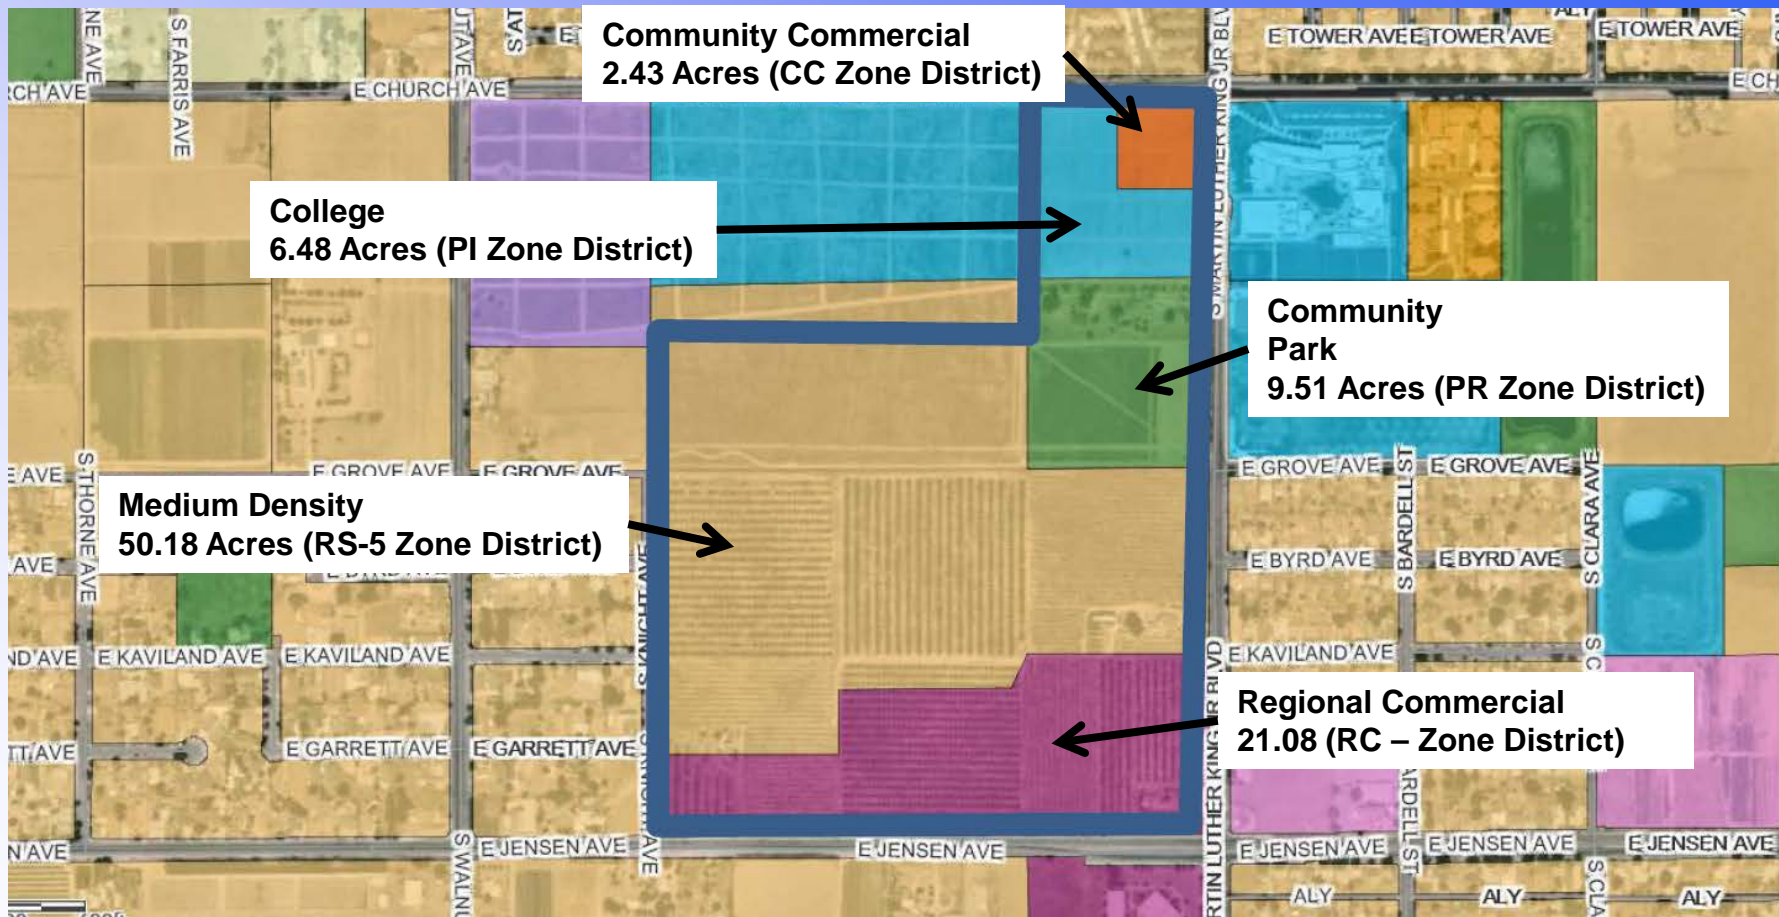 E TOWER AVE
E TOWER AVE
E TOWER AVE
S FARRIS AVE
E CHURCH AVE
Community Commercial
2.43 Acres (CC Zone District)
College
6.48 Acres (PI Zone District)
Community
Park
9.51 Acres (PR Zone District)
E GROVE AVE
E GROVE AVE
E GROVE AVE
E GROVE AVE
S THORNE AVE
Medium Density
50.18 Acres (RS-5 Zone District)
S BARDELL ST
S CLARA AVE
E BYRD AVE
E BYRD AVE
E KAVILAND AVE
E KAVILAND AVE
E KAVILAND AVE
Regional Commercial
21.08 (RC – Zone District)
E GARRETT AVE
E GARRETT AVE
E JENSEN AVE
E JENSEN AVE
E JENSEN AVE
E JENSEN AVE
E JENSEN AVE
ALY
ALY
ALY